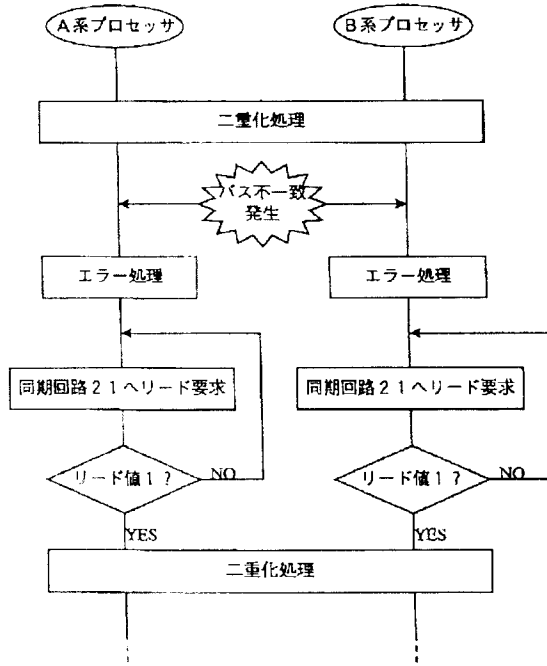 A系プロセッサ
B系プロセッサ
二重化処理
バス不一致
発生
エラー処理
エラー処理
同期回路21へリード要求
同期回路21へリード要求
リード値1?
NO
リード値1?
NO
YES
YES
二重化処理